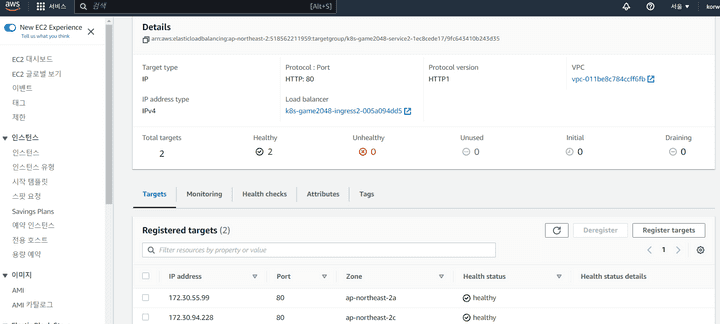 aws
서비스
검색
[Alt+S]
서울 ▼
korw
New EC2 Experience
Tell us what you think
EC2 대시보드
EC2 글로벌 보기
이벤트
태그
제한
인스턴스
인스턴스
인스턴스 유형
시작 템플릿
스팟 요청
Savings Plans
예약 인스턴스
전용 호스트
용량 예약
이미지
AMI
AMI 카탈로그
Details
arn:aws:elasticloadbalancing:ap-northeast-2:518562211959:targetgroup/k8s-game2048-service2-1ec8cede17/9fc643410b243d35
Target type
IP
Protocol : Port
HTTP: 80
Protocol version
HTTP1
VPC
vpc-011be8c784ccff6fb
IP address type
IPv4
Load balancer
k8s-game2048-ingress2-005a094dd5
Total targets
2
Healthy
2
Unhealthy
0
Unused
0
Initial
0
Draining
0
Targets
Monitoring
Health checks
Attributes
Tags
Registered targets (2)
Deregister
Register targets
Filter resources by property or value
1
IP address
Port
Zone
Health status
Health status details
172.30.55.99
80
ap-northeast-2a
healthy
172.30.94.228
80
ap-northeast-2c
healthy